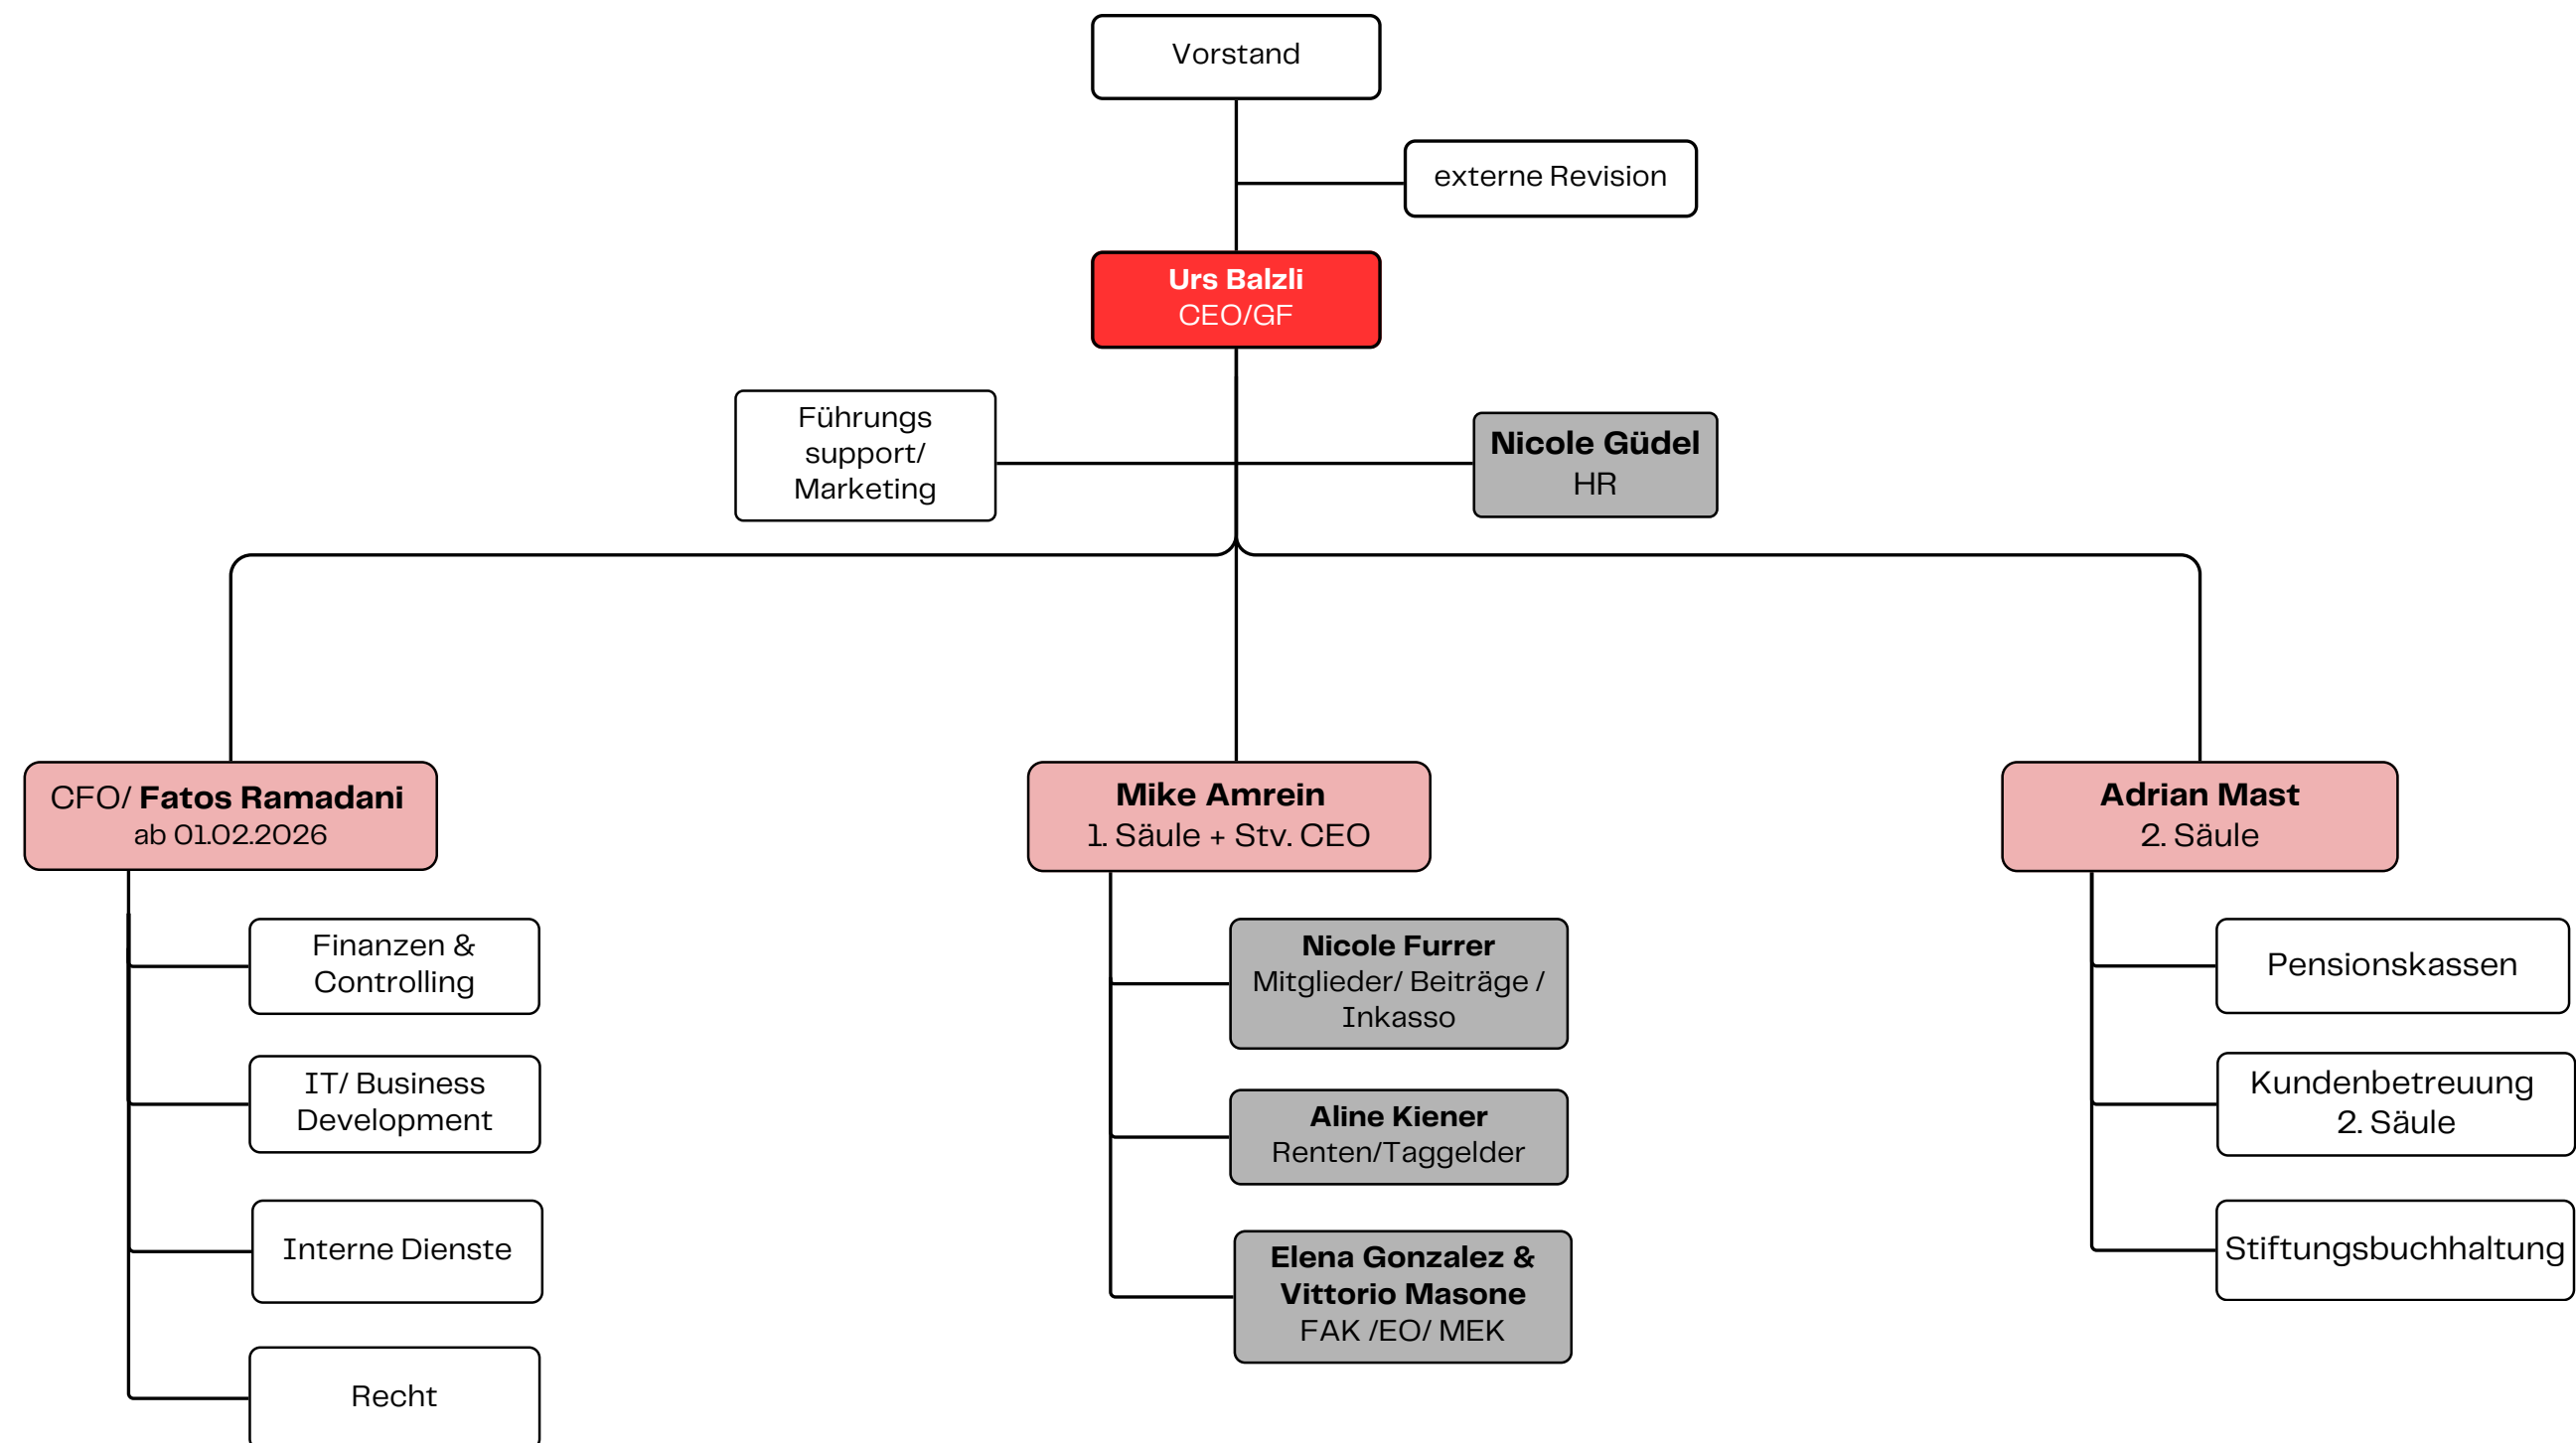 Vorstand
externe Revision
Urs Balzli
CEO/GF
Führungs
support/
Marketing
Nicole Güdel
HR
CFO/ Fatos Ramadani
ab 01.02.2026
Mike Amrein
1. Säule + Stv. CEO
Adrian Mast
2. Säule
Finanzen &
Controlling
IT/ Business
Development
Interne Dienste
Recht
Nicole Furrer
Mitglieder/ Beiträge /
Inkasso
Aline Kiener
Renten/Taggelder
Elena Gonzalez &
Vittorio Masone
FAK /EO/ MEK
Pensionskassen
Kundenbetreuung
2. Säule
Stiftungsbuchhaltung